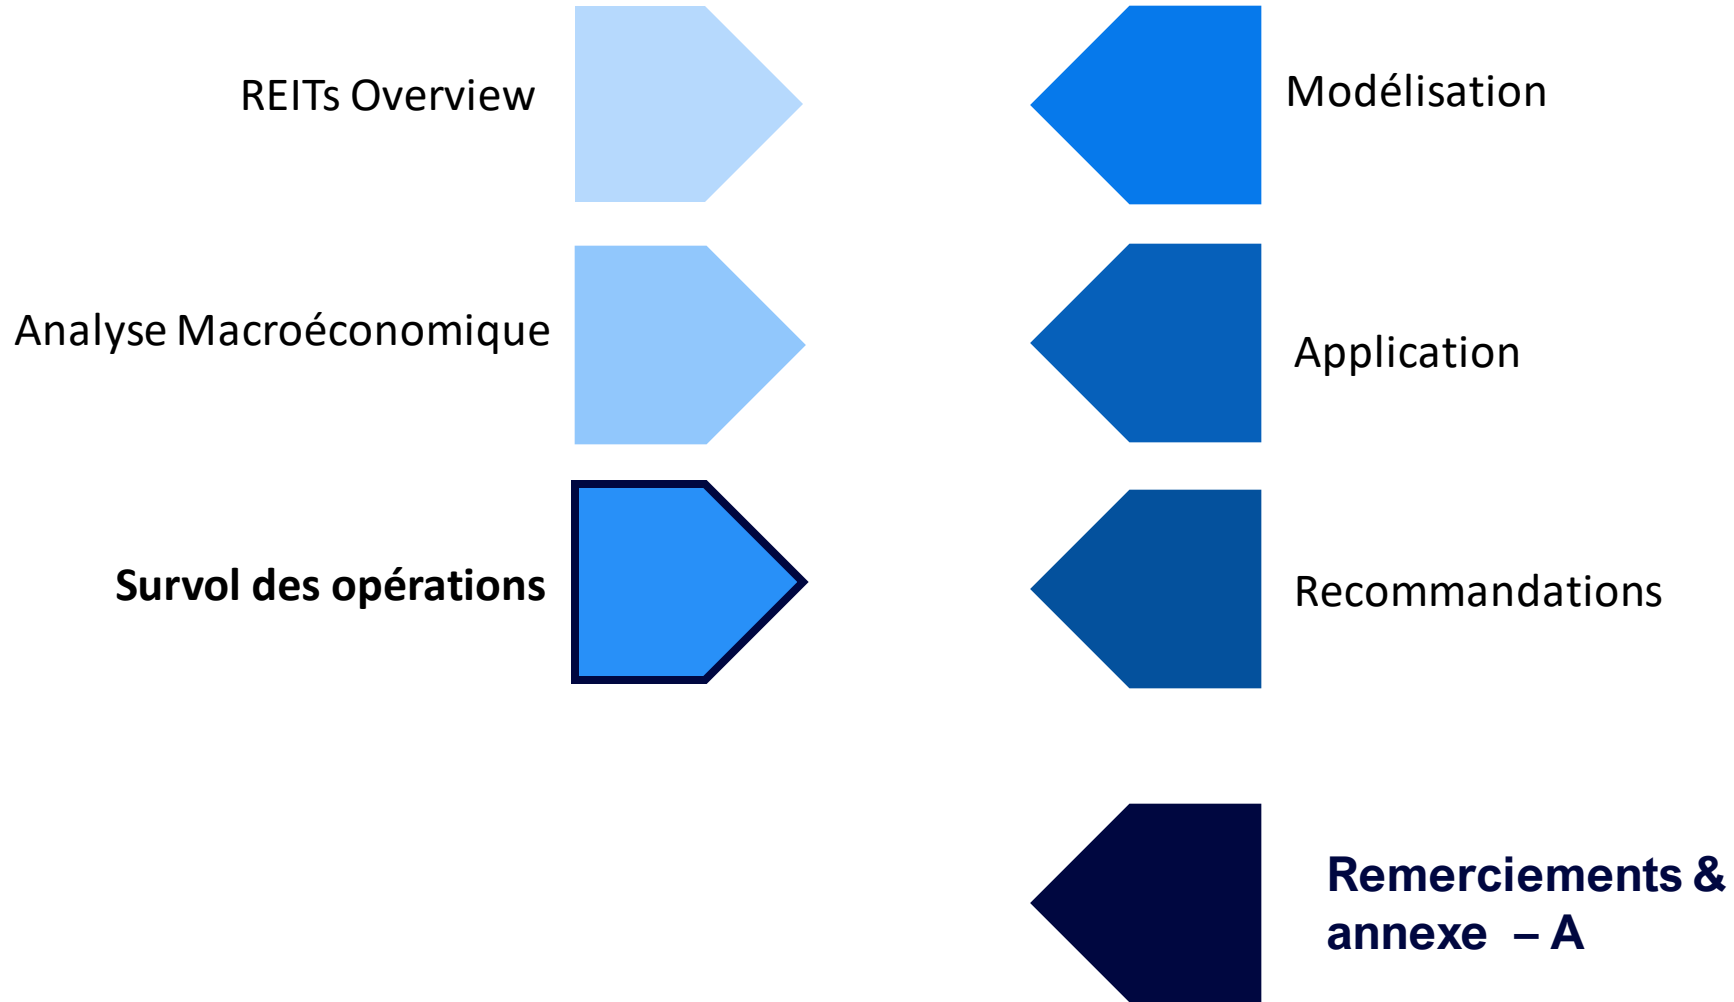 REITs Overview
Analyse Macroéconomique
Survol des opérations
Modélisation
Application
Recommandations
Remerciements &
annexe – A